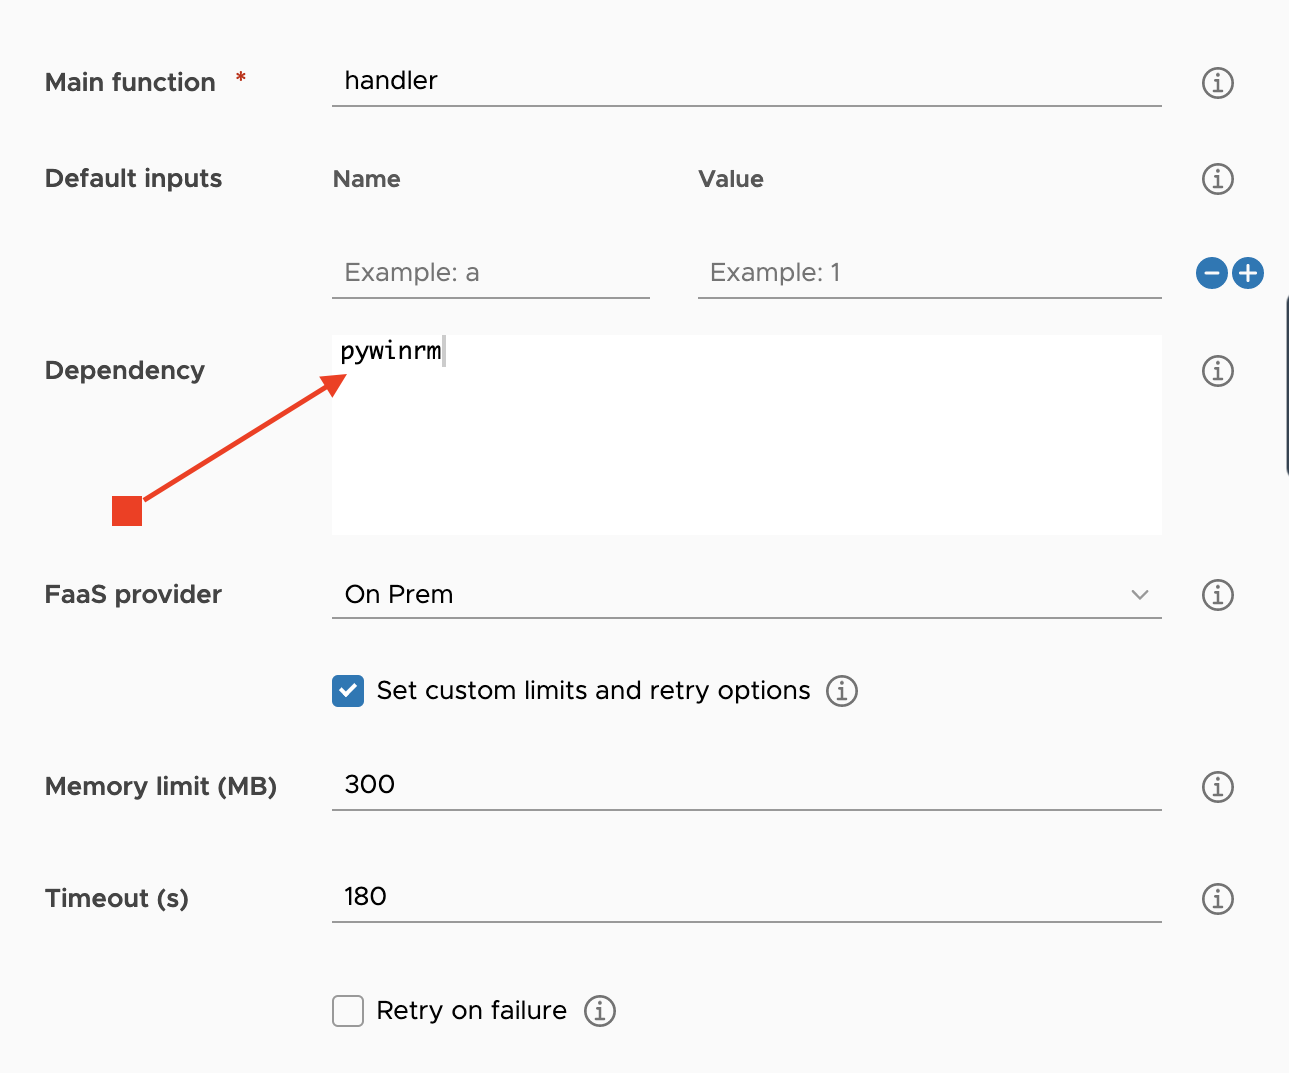 Main function * handler
Default inputs Name Value
Example: a Example: 1
Dependency pywinrm
FaaS provider On Prem
Set custom limits and retry options
Memory limit (MB) 300
Timeout (s) 180
Retry on failure